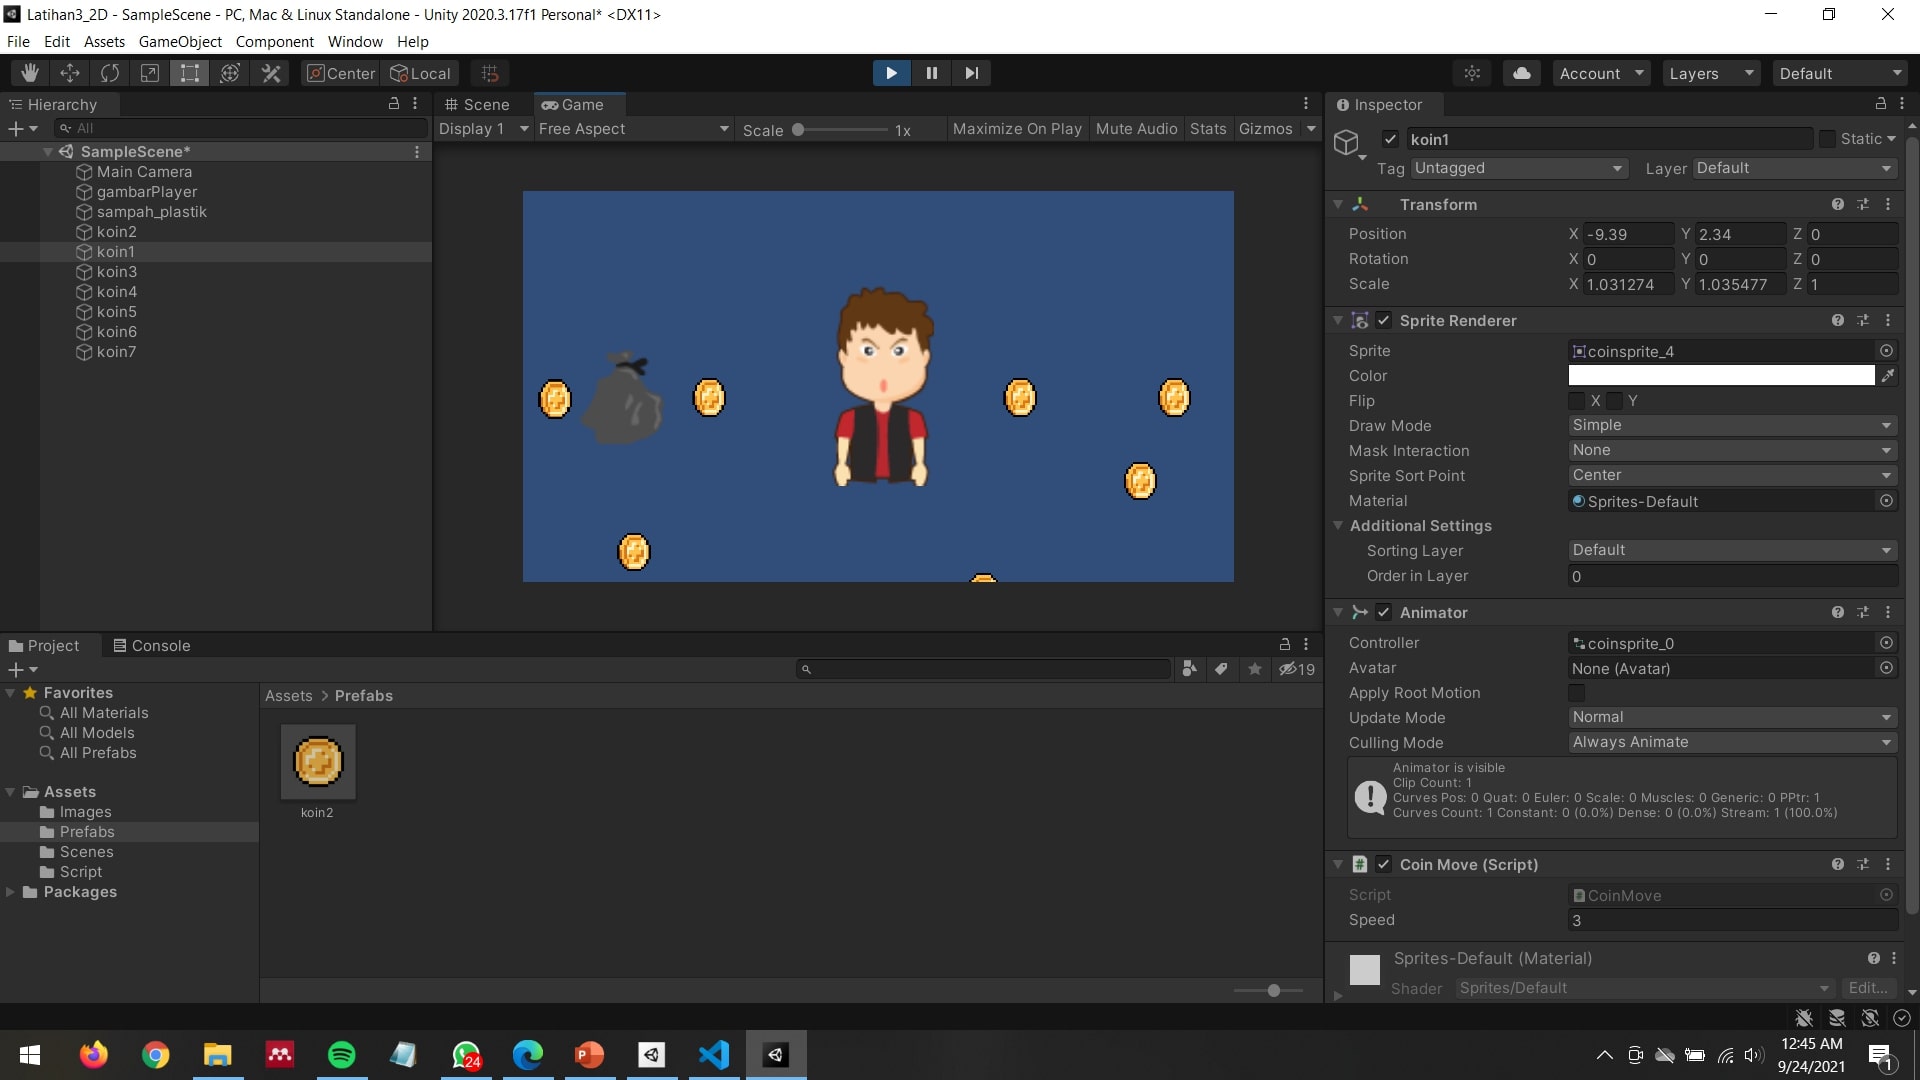 Latihan3_2D - SampleScene - PC, Mac & Linux Standalone - Unity 2020.3.17f1 Personal* <DX11>
File Edit Assets GameObject Component Window Help
Center Local Account Layers Default
Hierarchy
All
SampleScene*
Main Camera
gambarPlayer
sampah_plastik
koin2
koin1
koin3
koin4
koin5
koin6
koin7
Scene Game
Display 1 Free Aspect Scale 1x Maximize On Play Mute Audio Stats Gizmos
Inspector
koin1 Static
Tag Untagged Layer Default
Transform
Position X -9.39 Y 2.34 Z 0
Rotation X 0 Y 0 Z 0
Scale X 1.031274 Y 1.035477 Z 1
Sprite Renderer
Sprite coinsprite_4
Color
Flip X Y
Draw Mode Simple
Mask Interaction None
Sprite Sort Point Center
Material Sprites-Default
Additional Settings
Sorting Layer Default
Order in Layer 0
Animator
Controller coinsprite_0
Avatar None (Avatar)
Apply Root Motion
Update Mode Normal
Culling Mode Always Animate
Animator is visible
Clip Count: 1
Curves Pos: 0 Quat: 0 Euler: 0 Scale: 0 Muscles: 0 Generic: 0 PPtr: 1
Curves Count: 1 Constant: 0 (0.0%) Dense: 0 (0.0%) Stream: 1 (100.0%)
Coin Move (Script)
Script CoinMove
Speed 3
Sprites-Default (Material)
Shader Sprites/Default Edit...
Project Console
19
Favorites
All Materials
All Models
All Prefabs
Assets
Images
Prefabs
Scenes
Script
Packages
Assets > Prefabs
koin2
24
12:45 AM
9/24/2021
1